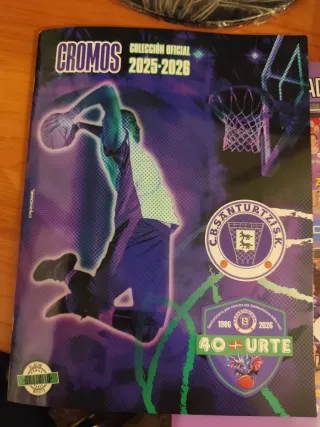 CROMOS
COLECCIÓN OFICIAL
2025-2026
C.B. SANTURTZI S.K.
1986 2026
40 URTE